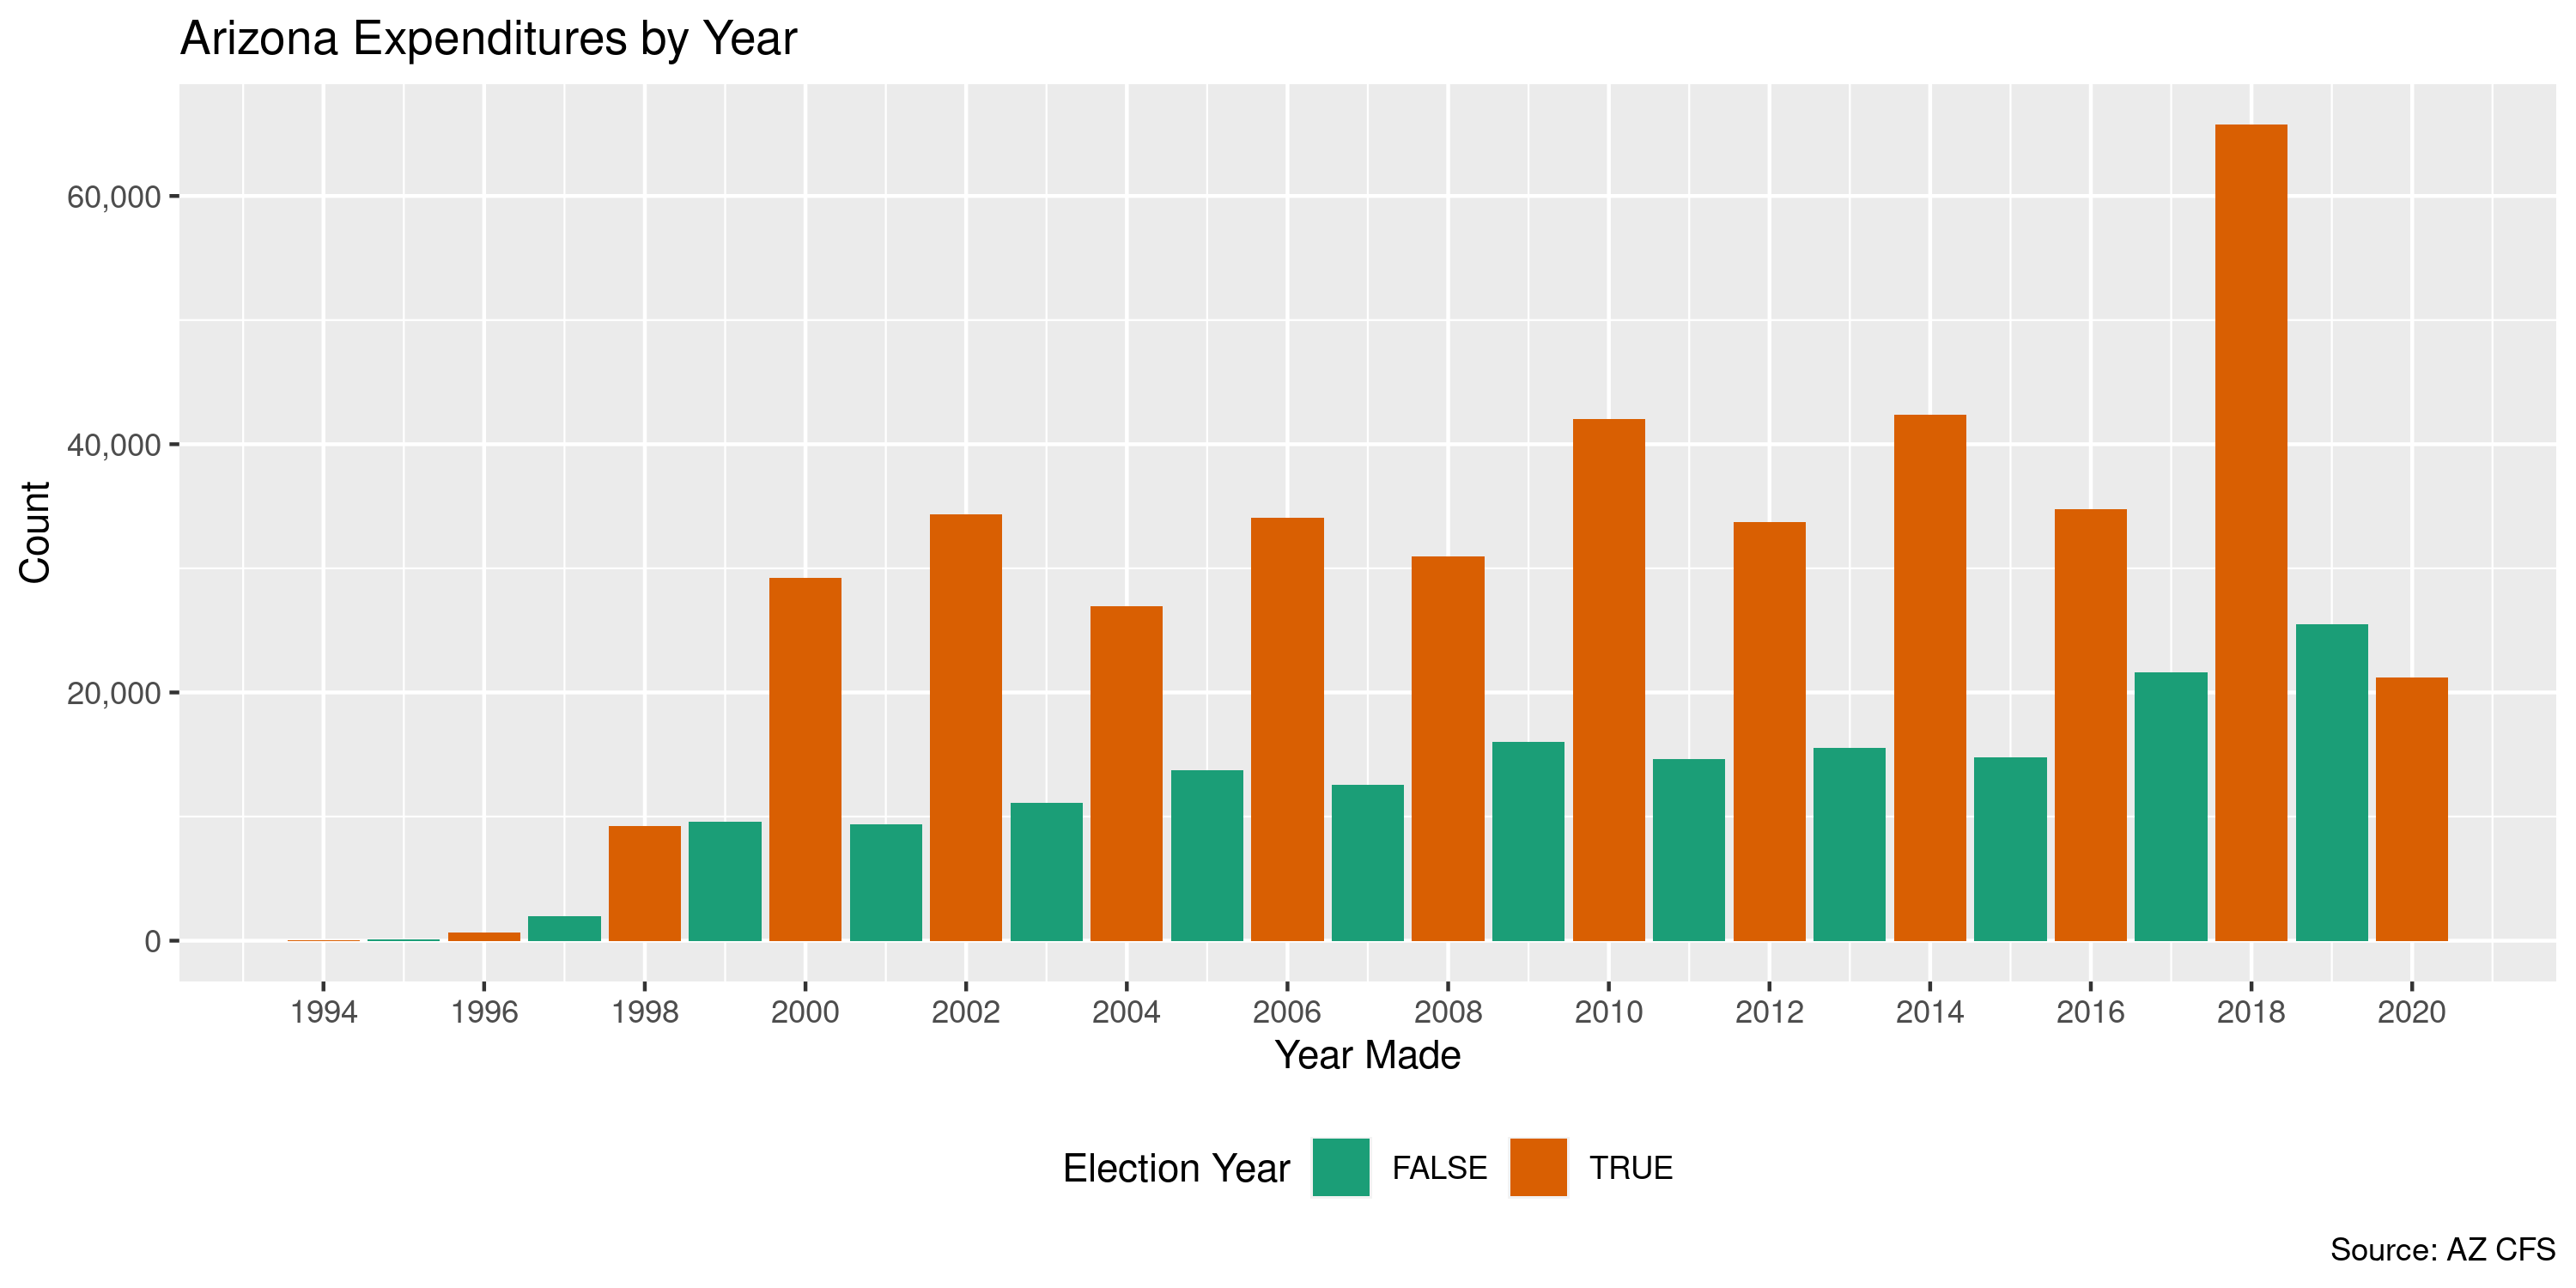 Arizona Expenditures by Year
60,000
40,000
20,000
0
Count
1994 1996 1998 2000 2002 2004 2006 2008 2010 2012 2014 2016 2018 2020
Year Made
Election Year FALSE TRUE
Source: AZ CFS